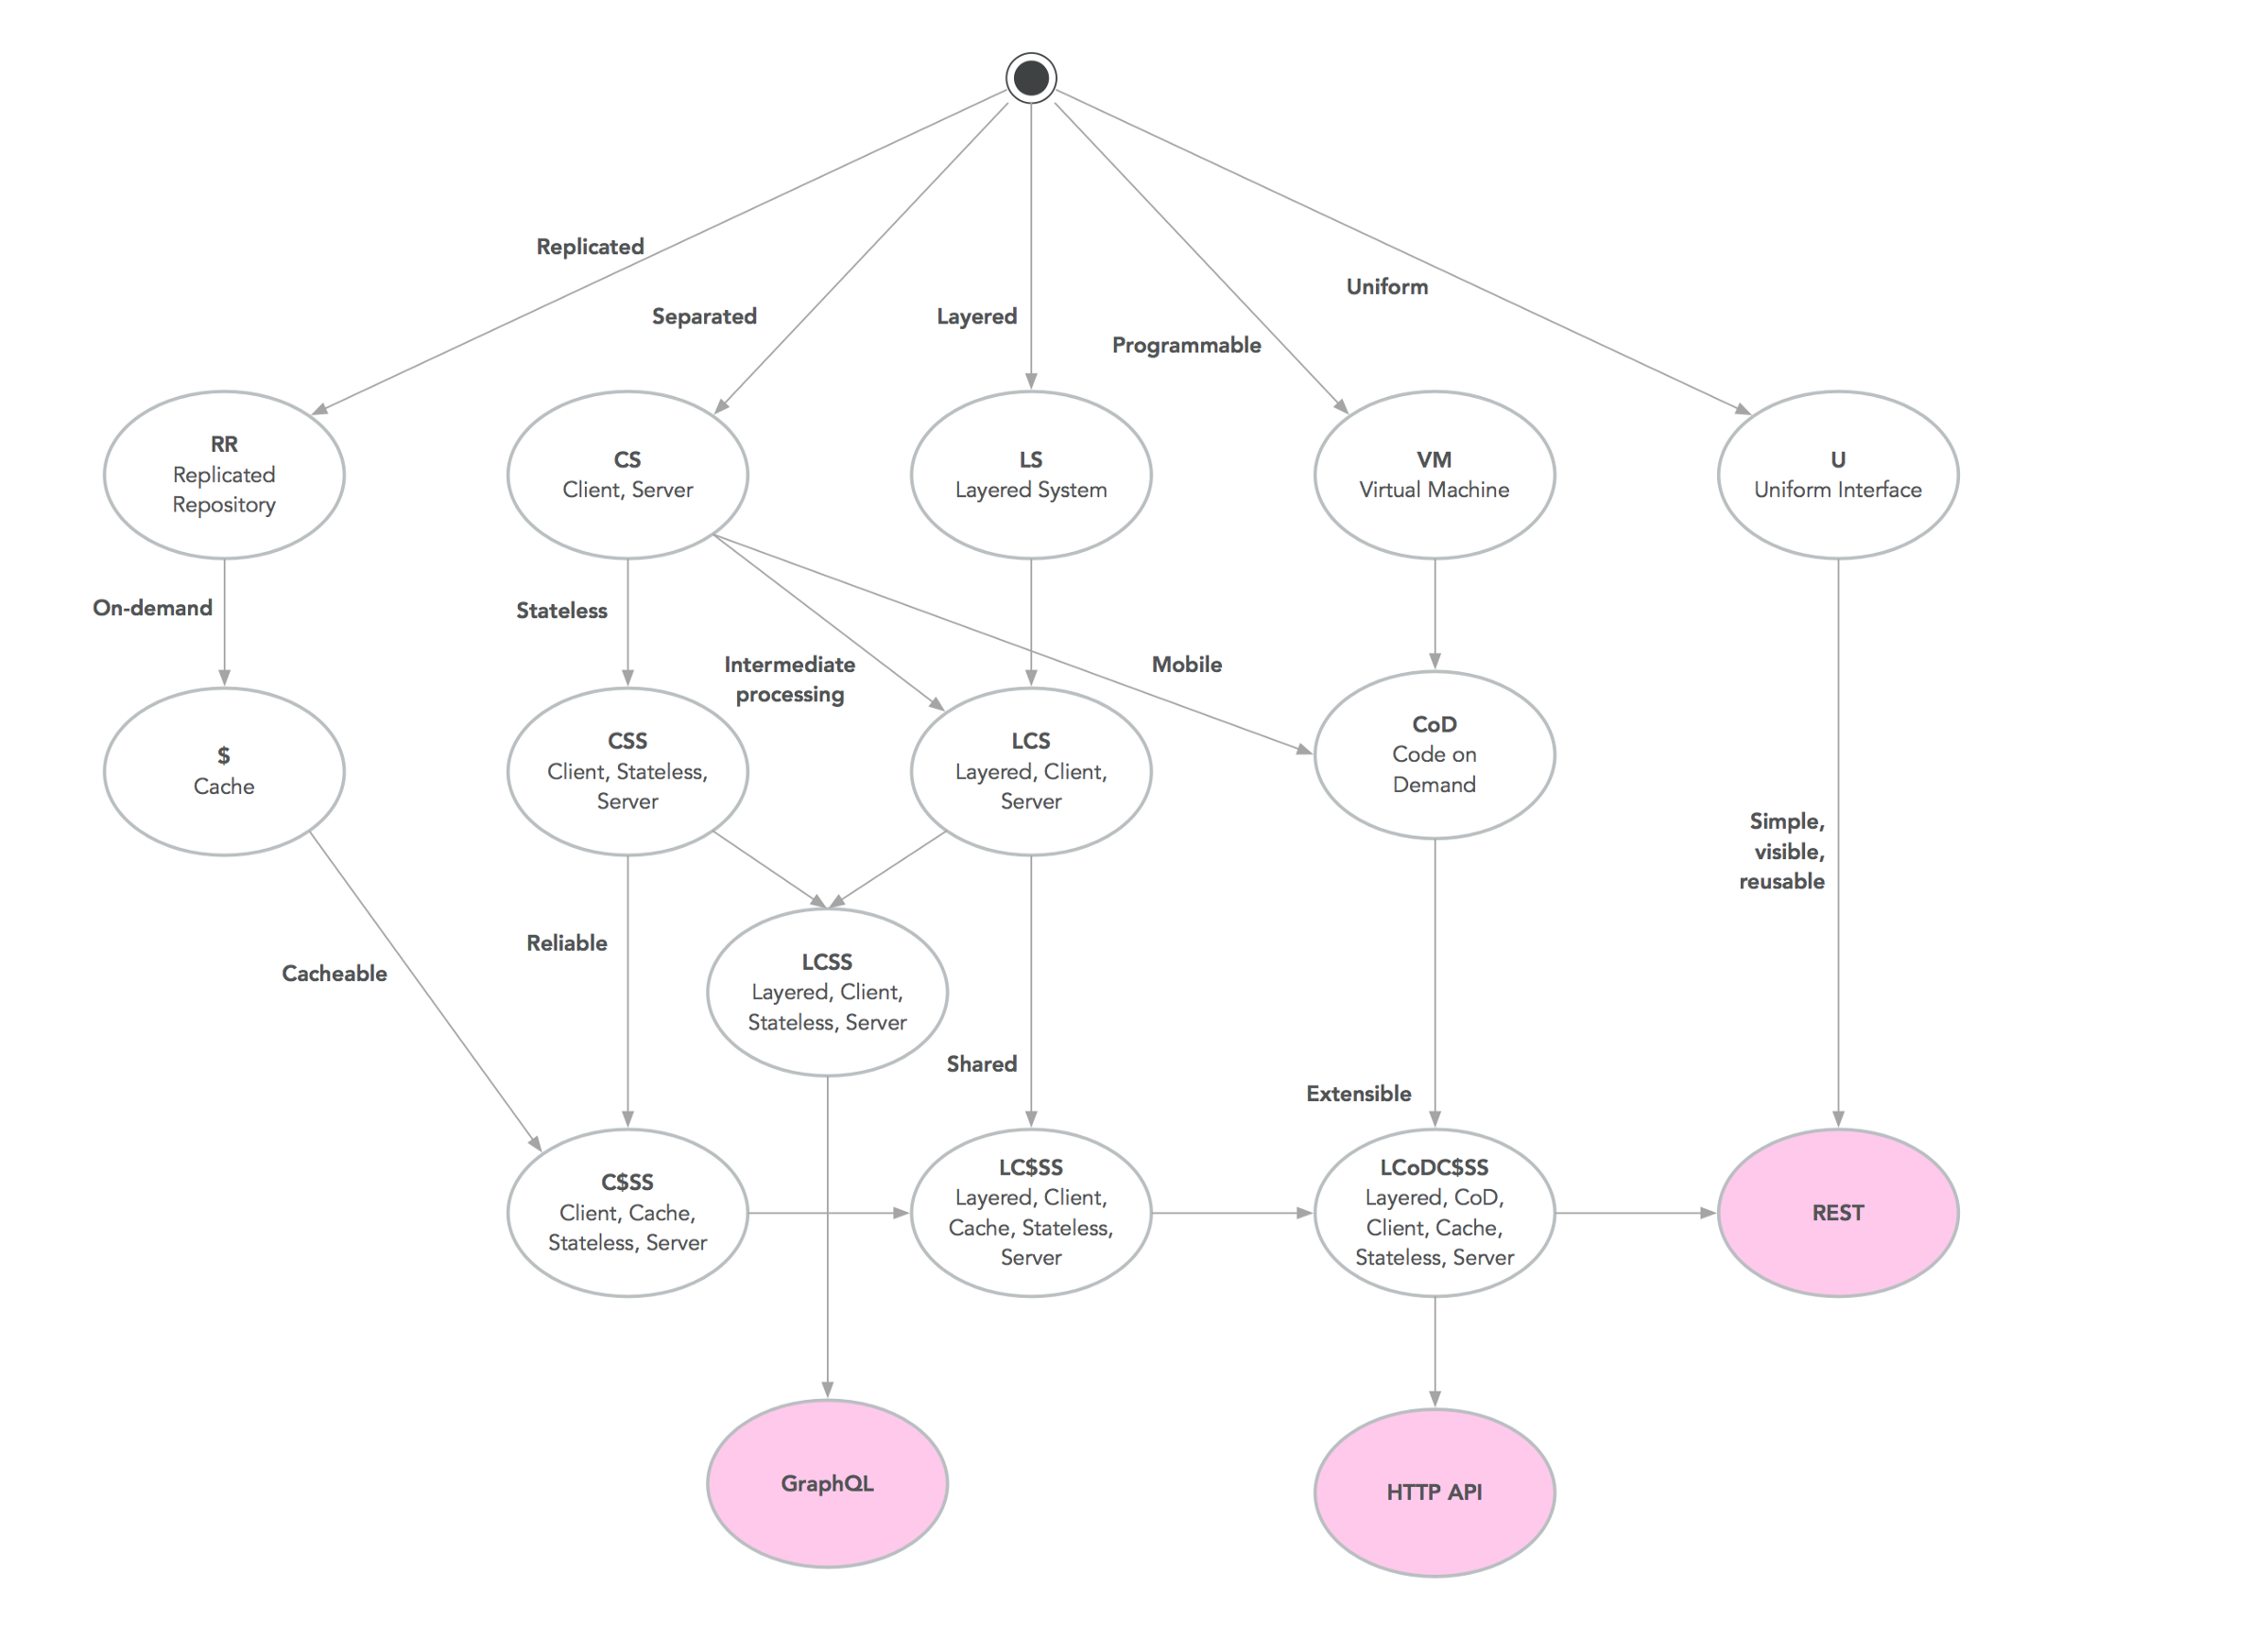 Replicated
Uniform
Separated
Layered
Programmable
RR
Replicated
Repository
CS
Client, Server
LS
Layered System
VM
Virtual Machine
U
Uniform Interface
On-demand
Stateless
Intermediate
processing
Mobile
$
Cache
CSS
Client, Stateless,
Server
LCS
Layered, Client,
Server
CoD
Code on
Demand
Simple,
visible,
reusable
Reliable
Cacheable
LCSS
Layered, Client,
Stateless, Server
Shared
Extensible
C$SS
Client, Cache,
Stateless, Server
LC$SS
Layered, Client,
Cache, Stateless,
Server
LCoDC$SS
Layered, CoD,
Client, Cache,
Stateless, Server
REST
GraphQL
HTTP API